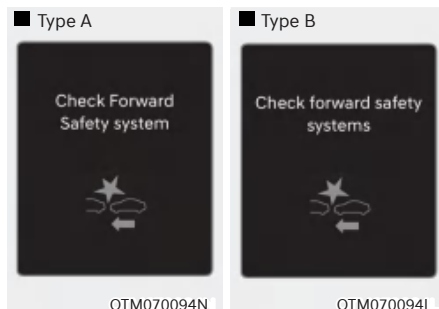 ■ Type A
Check Forward
Safety system
OTM070094N
■ Type B
Check forward safety
systems
OTM070094L